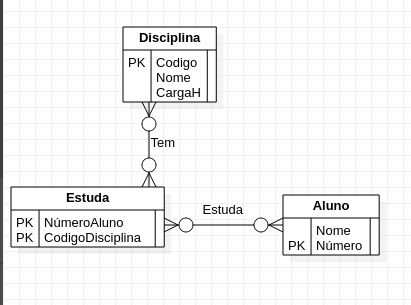 Disciplina
PK Codigo
Nome
CargaH
Tem
Estuda
PK NúmeroAluno
PK CodigoDisciplina
Estuda
Aluno
Nome
PK Número